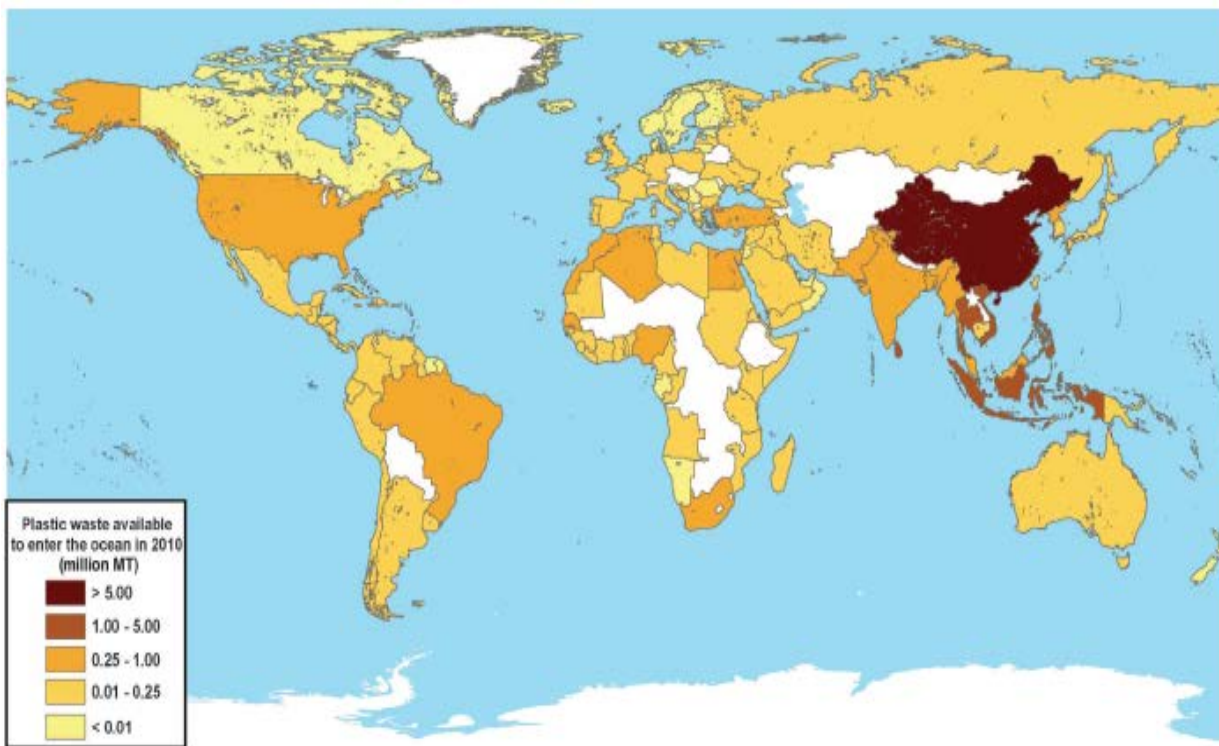 Plastic waste available
to enter the ocean in 2010
(million MT)
> 5.00
1.00 - 5.00
0.25 - 1.00
0.01 - 0.25
< 0.01